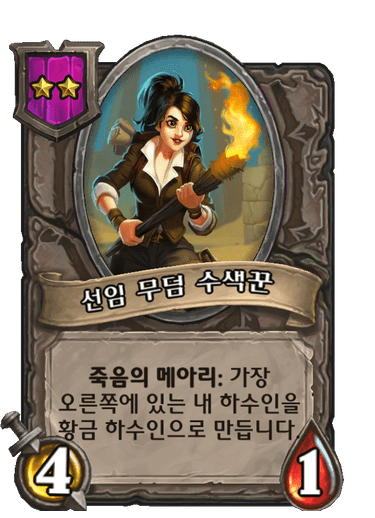 선임 무덤 수색꾼
죽음의 메아리: 가장
오른쪽에 있는 내 하수인을
황금 하수인으로 만듭니다.
4
1